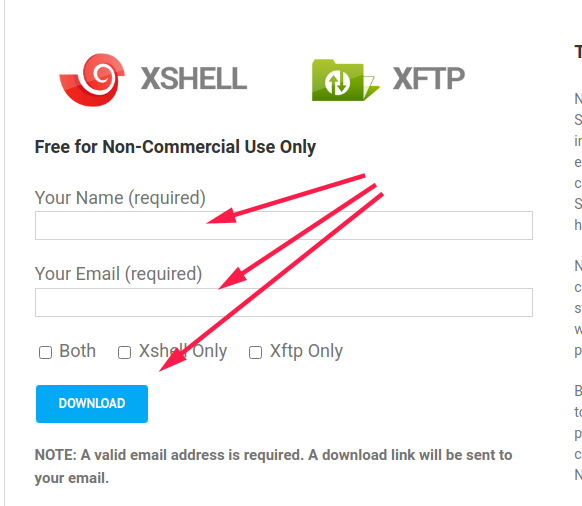 XSHELL
XFTP
Free for Non-Commercial Use Only
Your Name (required)
Your Email (required)
Both
Xshell Only
Xftp Only
DOWNLOAD
NOTE: A valid email address is required. A download link will be sent to
your email.